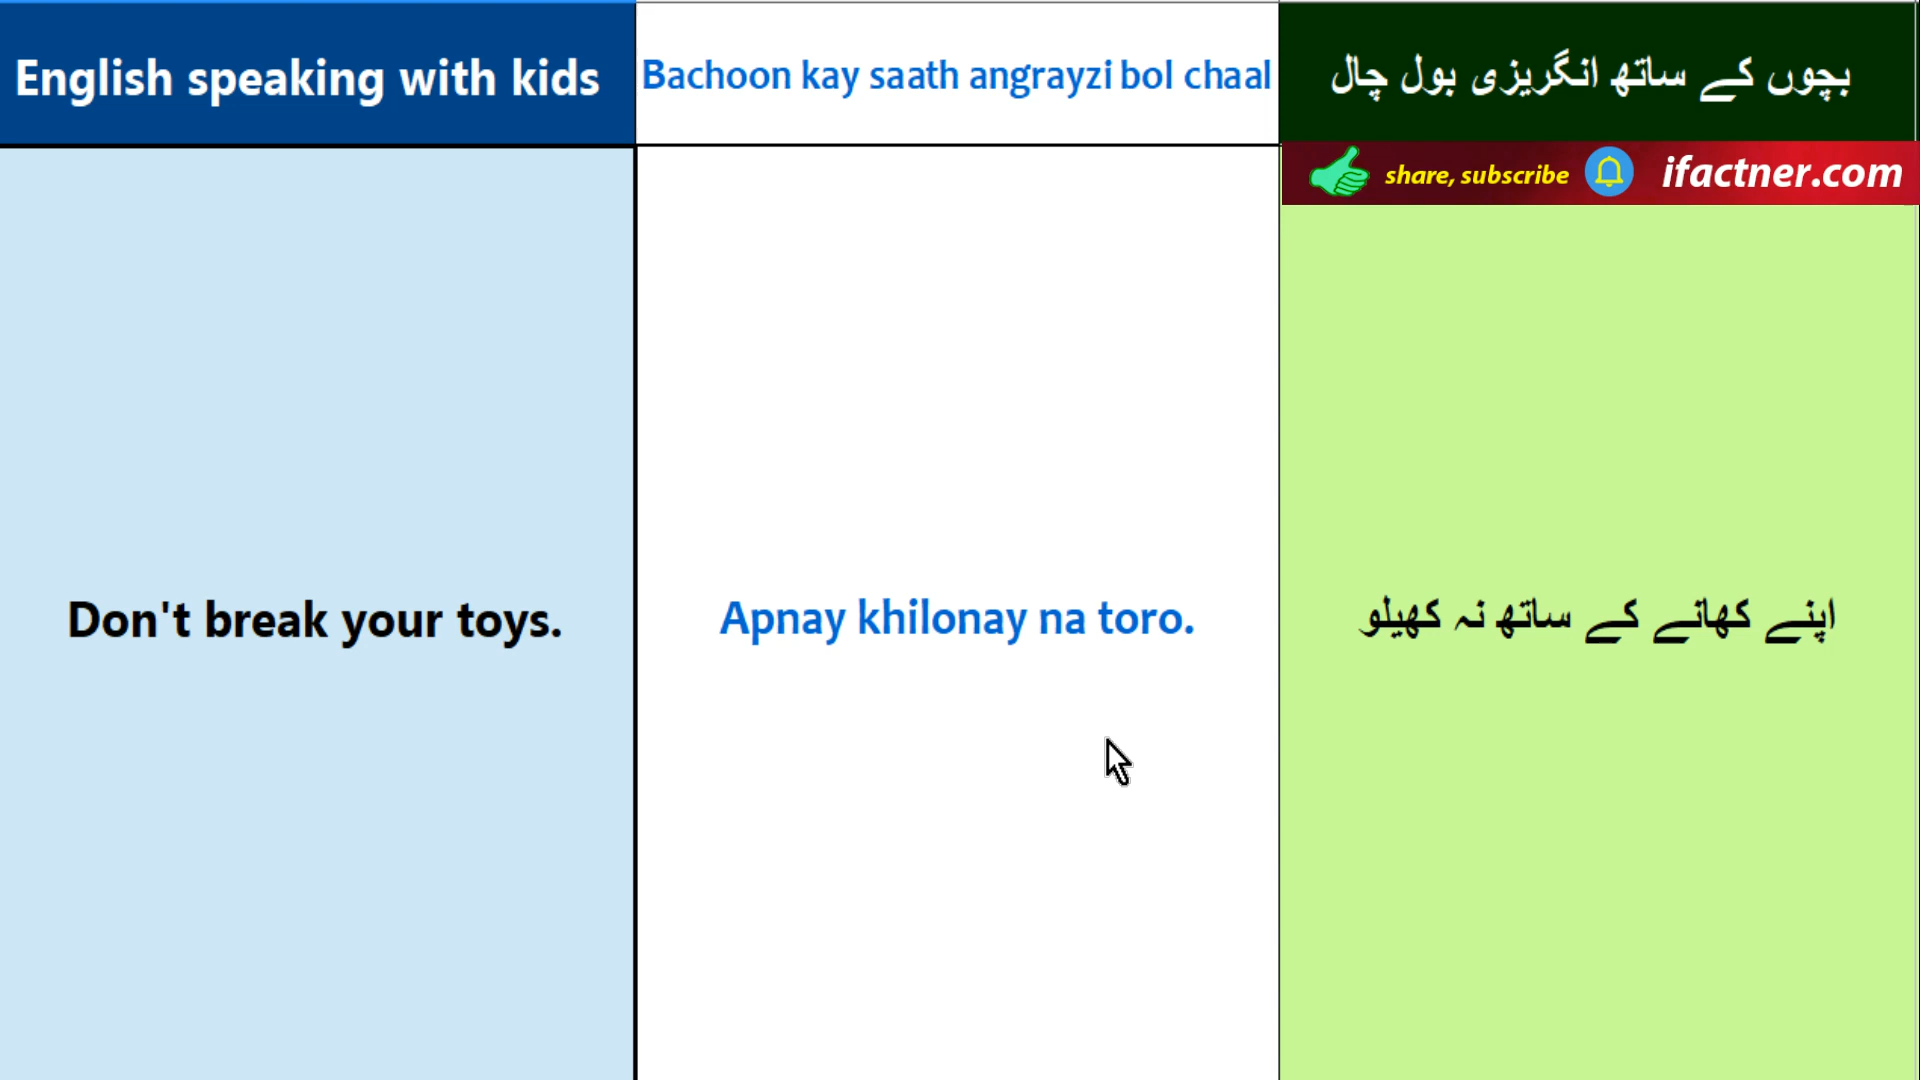 English speaking with kids
Bachoon kay saath angrayzi bol chaal
بچوں کے ساتھ انگریزی بول چال
share, subscribe
ifactner.com
Don't break your toys.
Apnay khilonay na toro.
اپنے کھانے کے ساتھ نہ کھیلو